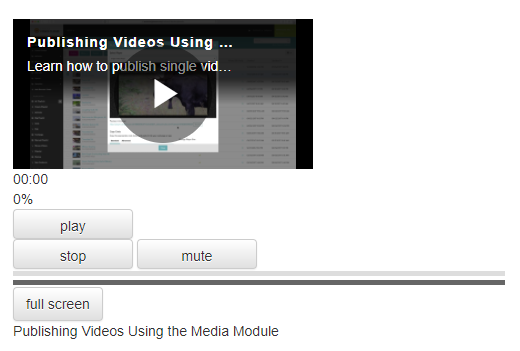 Publishing Videos Using ...
Learn how to publish single vid...
00:00
0%
play
stop mute
full screen
Publishing Videos Using the Media Module